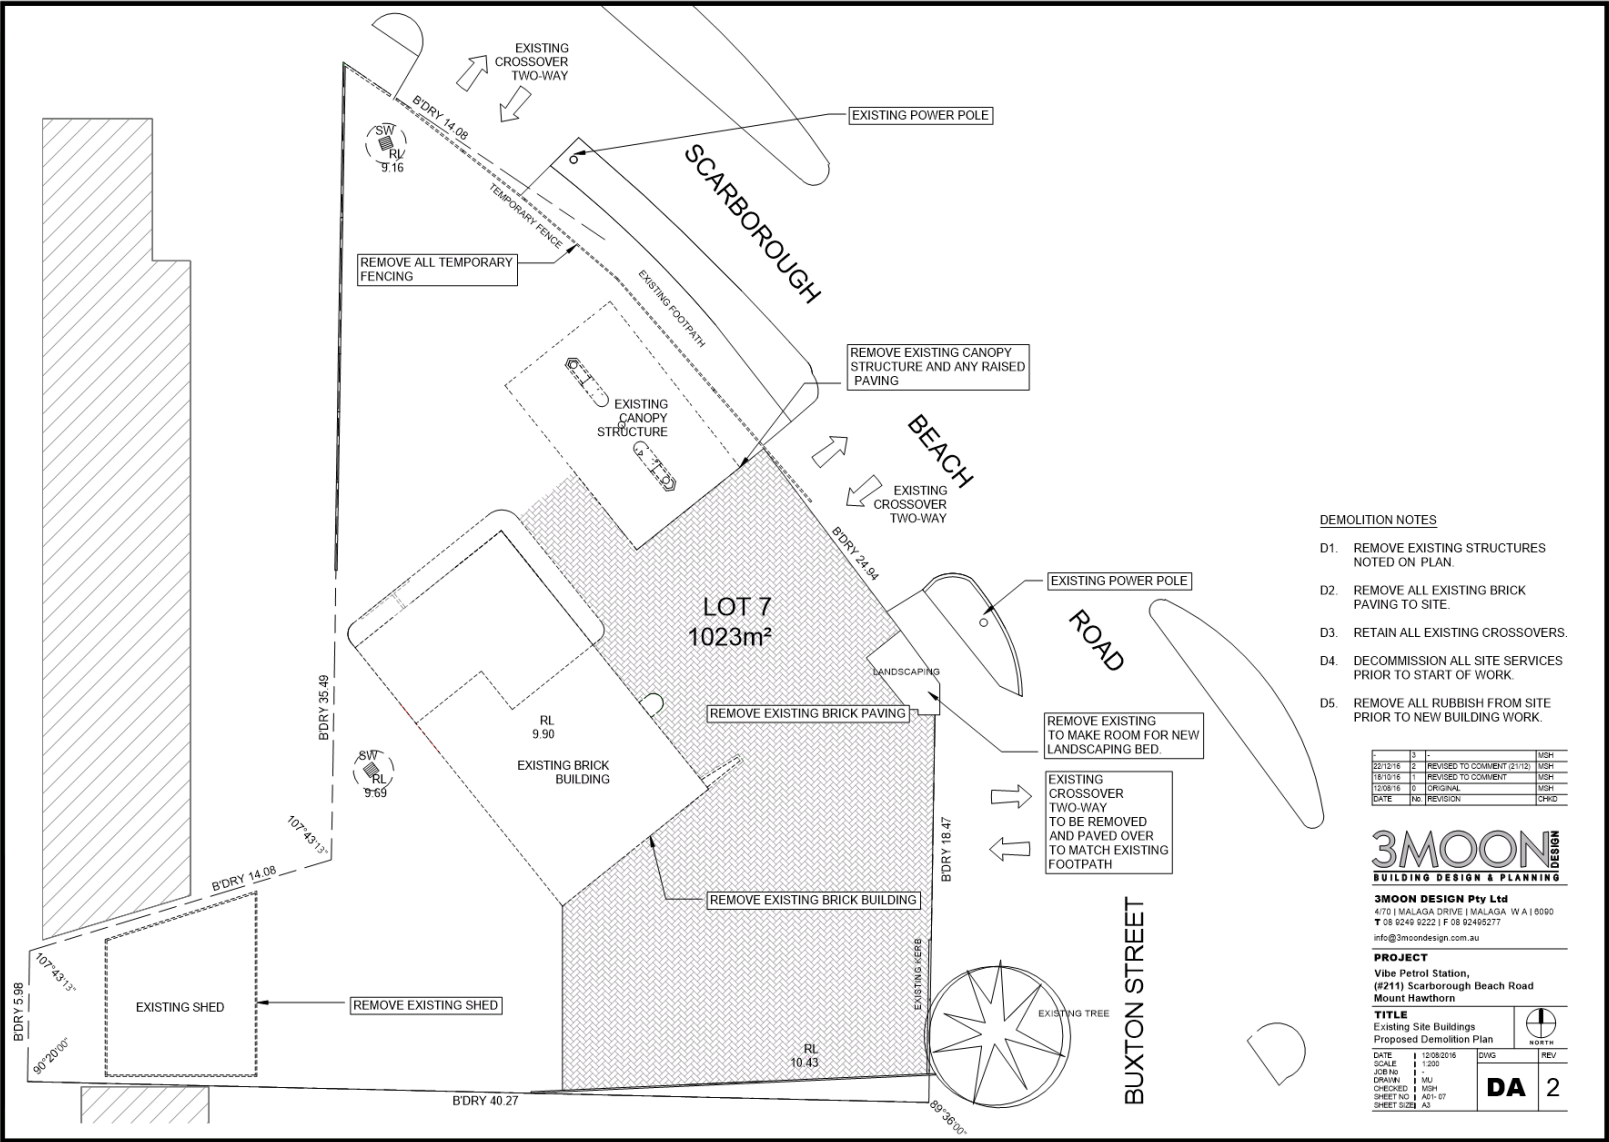 EXISTING
CROSSOVER
TWO-WAY
B'DRY 14.08
EXISTING POWER POLE
SW
RL
9.16
SCARBOROUGH
TEMPORARY FENCE
REMOVE ALL TEMPORARY
FENCING
EXISTING FOOTPATH
REMOVE EXISTING CANOPY
STRUCTURE AND ANY RAISED
PAVING
EXISTING
CANOPY
STRUCTURE
BEACH
EXISTING
CROSSOVER
TWO-WAY
B'DRY 24.94
EXISTING POWER POLE
ROAD
LOT 7
1023m²
LANDSCAPING
B'DRY 35.49
REMOVE EXISTING BRICK PAVING
RL
9.90
EXISTING BRICK
BUILDING
REMOVE EXISTING
TO MAKE ROOM FOR NEW
LANDSCAPING BED.
SW
RL
9.69
EXISTING
CROSSOVER
TWO-WAY
TO BE REMOVED
AND PAVED OVER
TO MATCH EXISTING
FOOTPATH
107°43'13"
B'DRY 18.47
B'DRY 14.08
REMOVE EXISTING BRICK BUILDING
BUXTON STREET
EXISTING KERB
107°43'13"
B'DRY 5.98
EXISTING SHED
REMOVE EXISTING SHED
EXISTING TREE
90°20'00"
RL
10.43
B'DRY 40.27
89°36'00"
DEMOLITION NOTES
D1. REMOVE EXISTING STRUCTURES
NOTED ON PLAN.
D2. REMOVE ALL EXISTING BRICK
PAVING TO SITE.
D3. RETAIN ALL EXISTING CROSSOVERS.
D4. DECOMMISSION ALL SITE SERVICES
PRIOR TO START OF WORK.
D5. REMOVE ALL RUBBISH FROM SITE
PRIOR TO NEW BUILDING WORK.
- 3 - MSH
22/12/16 2 REVISED TO COMMENT (21/12) MSH
18/10/16 1 REVISED TO COMMENT MSH
12/08/16 0 ORIGINAL MSH
DATE No. REVISION CHKD
3MOON DESIGN
BUILDING DESIGN & PLANNING
3MOON DESIGN Pty Ltd
4/70 | MALAGA DRIVE | MALAGA W A | 6090
T 08 9249 9222 | F 08 92495277
info@3moondesign.com.au
PROJECT
Vibe Petrol Station,
(#211) Scarborough Beach Road
Mount Hawthorn
TITLE
Existing Site Buildings
Proposed Demolition Plan
NORTH
DATE 12/08/2016
SCALE 1:200
JOB No -
DRAWN MU
CHECKED MSH
SHEET NO A01- 07
SHEET SIZE A3
DWG
DA
REV
2